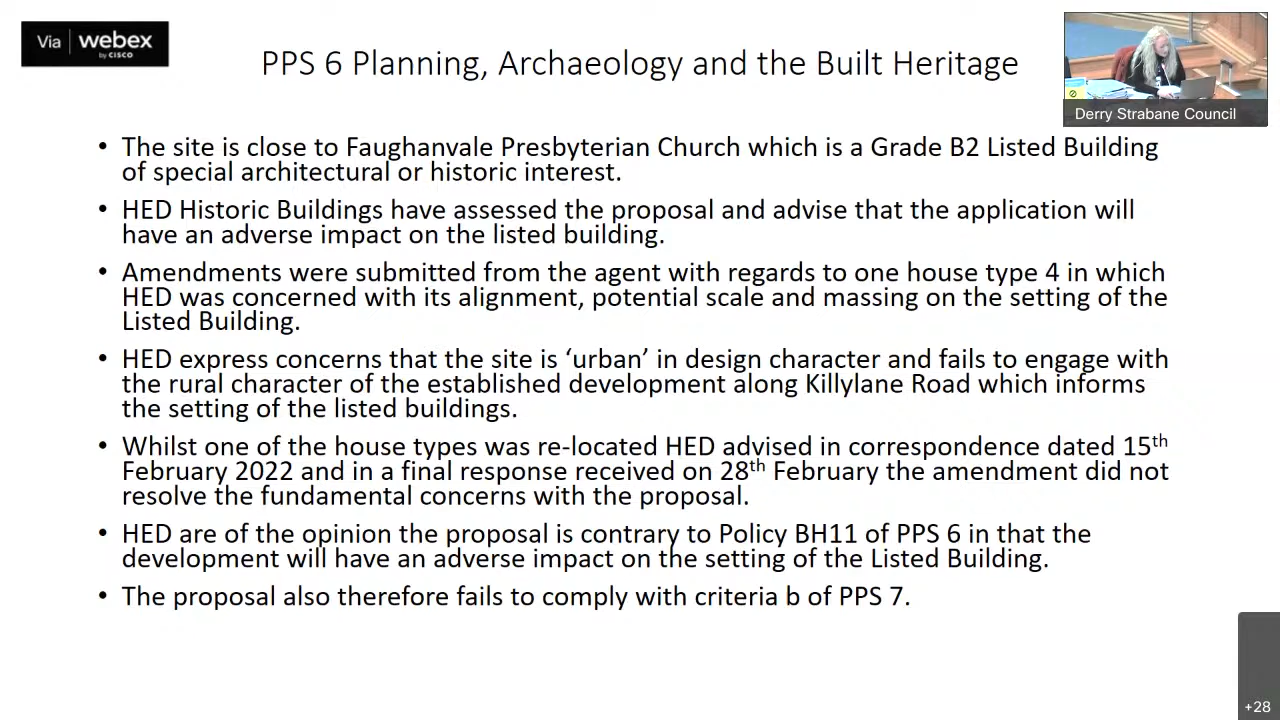 Via webex
by CISCO
PPS 6 Planning, Archaeology and the Built Heritage
Derry Strabane Council
• The site is close to Faughanvale Presbyterian Church which is a Grade B2 Listed Building
of special architectural or historic interest.
• HED Historic Buildings have assessed the proposal and advise that the application will
have an adverse impact on the listed building.
• Amendments were submitted from the agent with regards to one house type 4 in which
HED was concerned with its alignment, potential scale and massing on the setting of the
Listed Building.
• HED express concerns that the site is ‘urban’ in design character and fails to engage with
the rural character of the established development along Killylane Road which informs
the setting of the listed buildings.
• Whilst one of the house types was re-located HED advised in correspondence dated 15th
February 2022 and in a final response received on 28th February the amendment did not
resolve the fundamental concerns with the proposal.
• HED are of the opinion the proposal is contrary to Policy BH11 of PPS 6 in that the
development will have an adverse impact on the setting of the Listed Building.
• The proposal also therefore fails to comply with criteria b of PPS 7.
+28